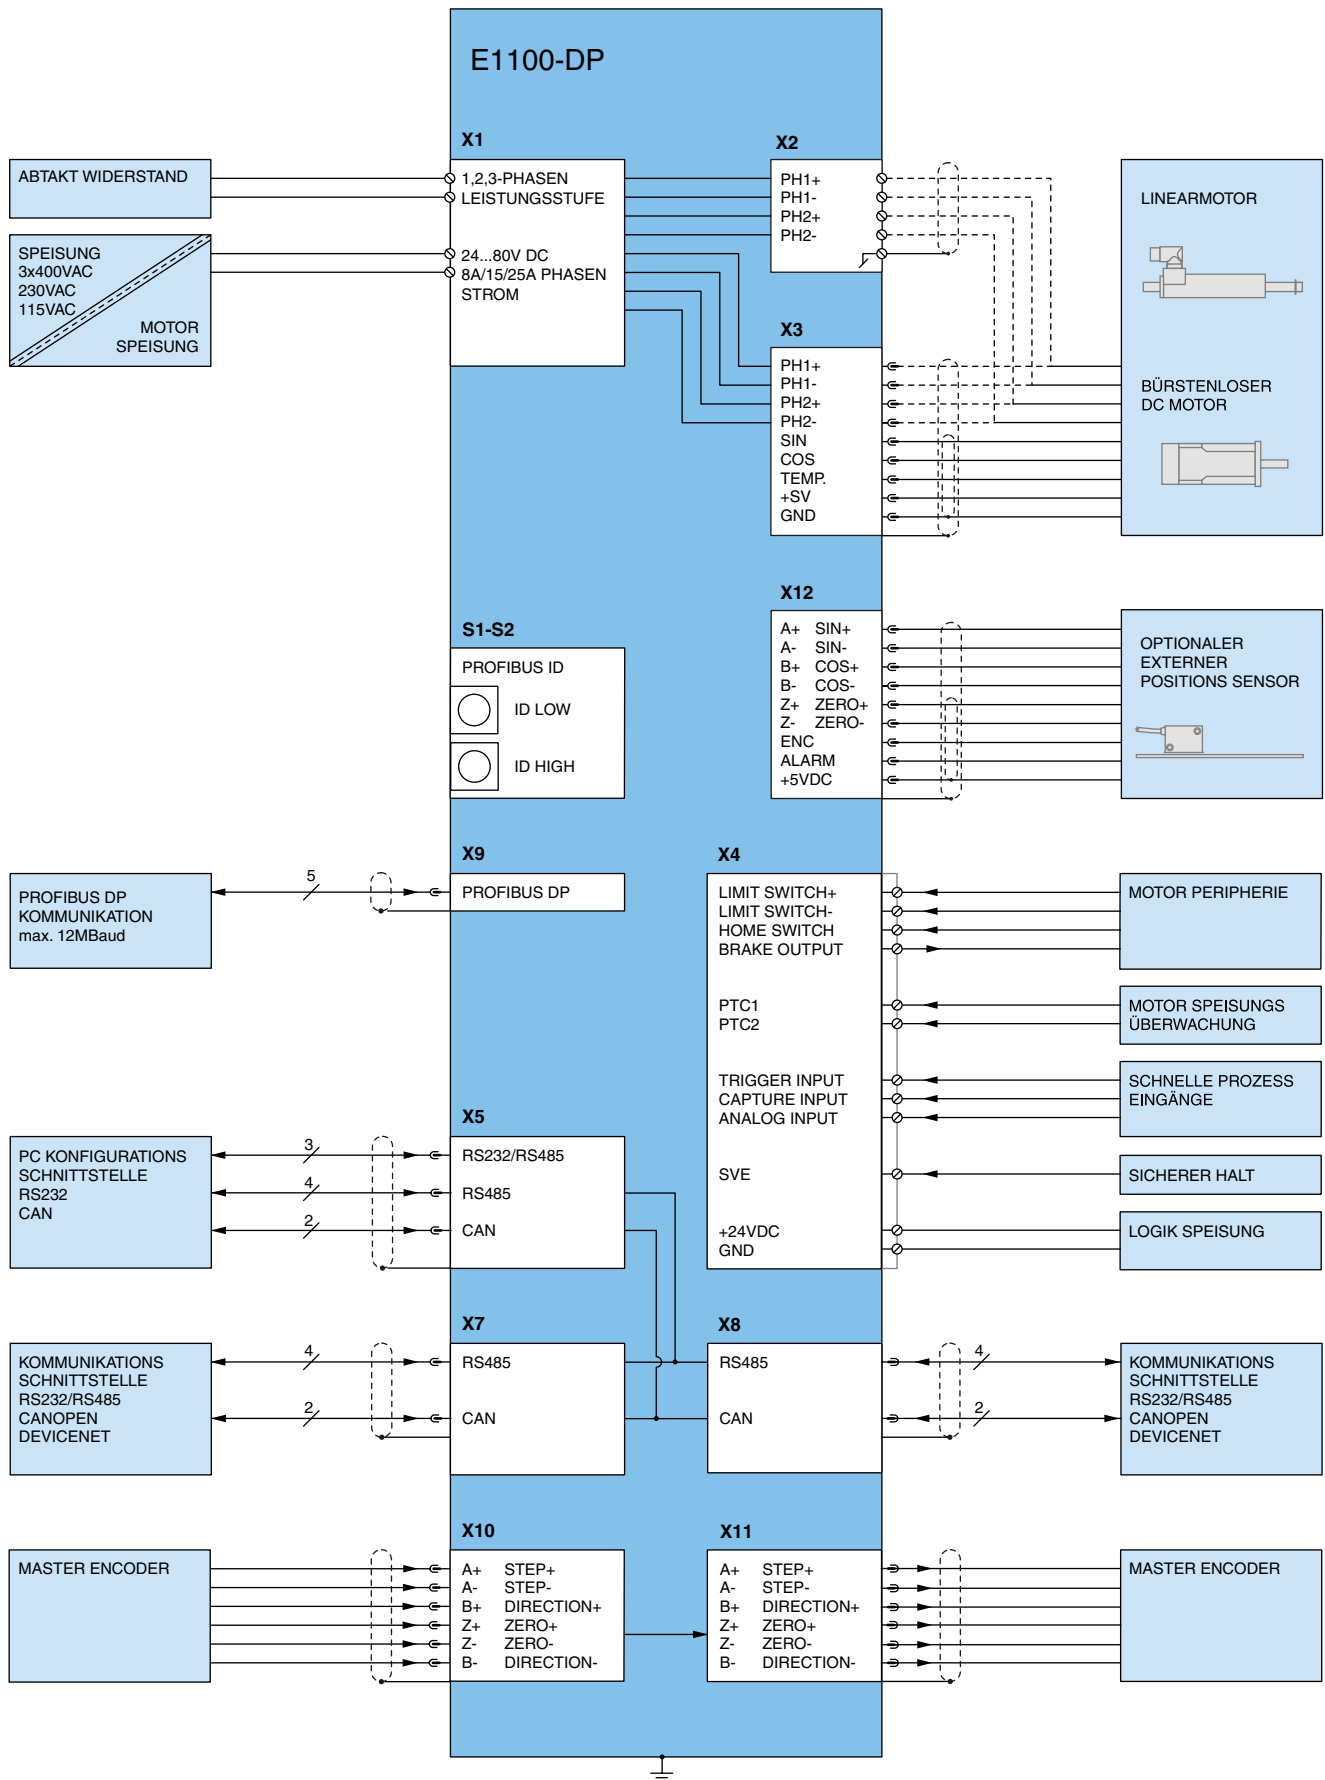 E1100-DP
X1
ABTAKT WIDERSTAND
1,2,3-PHASEN
LEISTUNGSSTUFE
SPEISUNG
3x400VAC
230VAC
115VAC
MOTOR
SPEISUNG
24...80V DC
8A/15/25A PHASEN
STROM
X2
PH1+
PH1-
PH2+
PH2-
X3
PH1+
PH1-
PH2+
PH2-
SIN
COS
TEMP.
+SV
GND
LINEARMOTOR
BÜRSTENLOSER
DC MOTOR
S1-S2
PROFIBUS ID
ID LOW
ID HIGH
X12
A+ SIN+
A- SIN-
B+ COS+
B- COS-
Z+ ZERO+
Z- ZERO-
ENC
ALARM
+5VDC
OPTIONALER
EXTERNER
POSITIONS SENSOR
X9
PROFIBUS DP
PROFIBUS DP
KOMMUNIKATION
max. 12MBaud
5
X4
LIMIT SWITCH+
LIMIT SWITCH-
HOME SWITCH
BRAKE OUTPUT
PTC1
PTC2
TRIGGER INPUT
CAPTURE INPUT
ANALOG INPUT
SVE
+24VDC
GND
MOTOR PERIPHERIE
MOTOR SPEISUNGS
ÜBERWACHUNG
SCHNELLE PROZESS
EINGÄNGE
SICHERER HALT
LOGIK SPEISUNG
X5
PC KONFIGURATIONS
SCHNITTSTELLE
RS232
CAN
3
4
2
RS232/RS485
RS485
CAN
X7
KOMMUNIKATIONS
SCHNITTSTELLE
RS232/RS485
CANOPEN
DEVICENET
4
2
RS485
CAN
X8
RS485
CAN
4
2
KOMMUNIKATIONS
SCHNITTSTELLE
RS232/RS485
CANOPEN
DEVICENET
X10
MASTER ENCODER
A+ STEP+
A- STEP-
B+ DIRECTION+
Z+ ZERO+
Z- ZERO-
B- DIRECTION-
X11
A+ STEP+
A- STEP-
B+ DIRECTION+
Z+ ZERO+
Z- ZERO-
B- DIRECTION-
MASTER ENCODER